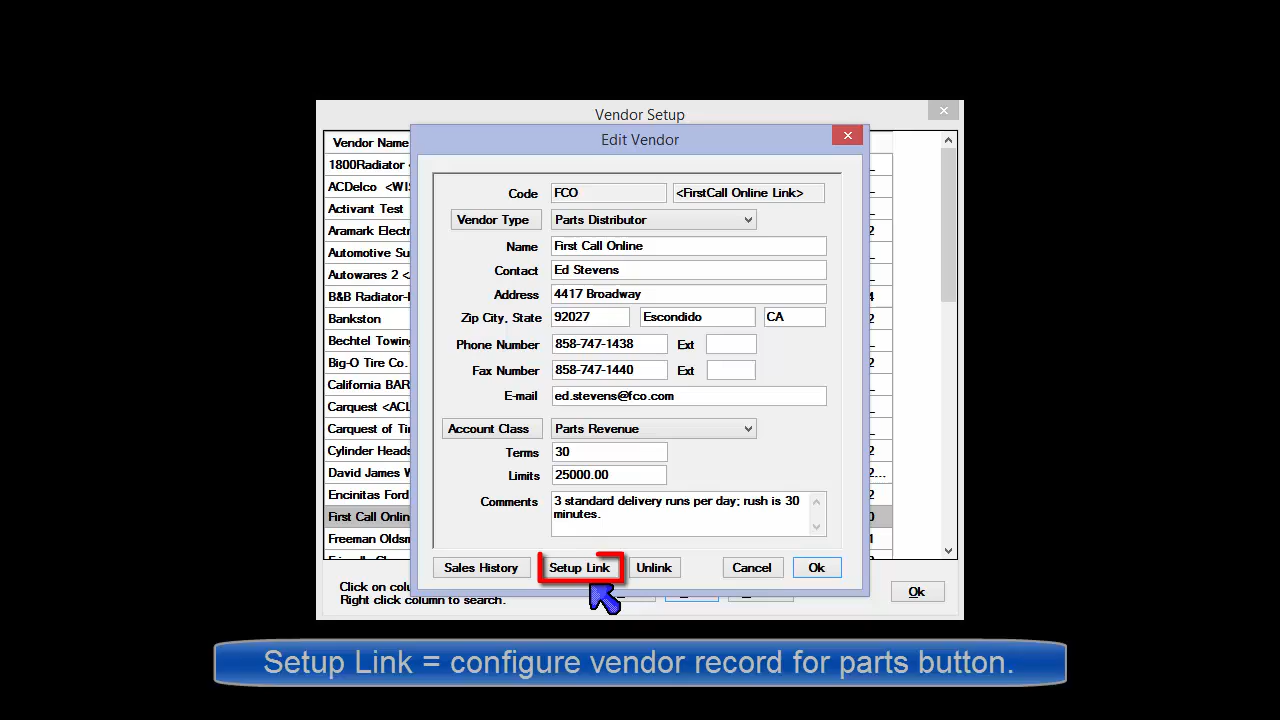 Vendor Setup
Edit Vendor
Vendor Name
1800Radiator
ACDelco <WIS
Activant Test
Aramark Electr
Automotive Su
Autowares 2
B&B Radiator-
Bankston
Bechtel Towing
Big-O Tire Co.
California BAR
Carquest <ACL
Carquest of Tir
Cylinder Heads
David James W
Encinitas Ford
First Call Onlin
Freeman Oldsm
Code FCO <FirstCall Online Link>
Vendor Type Parts Distributor
Name First Call Online
Contact Ed Stevens
Address 4417 Broadway
Zip City, State 92027 Escondido CA
Phone Number 858-747-1438 Ext
Fax Number 858-747-1440 Ext
E-mail ed.stevens@fco.com
Account Class Parts Revenue
Terms 30
Limits 25000.00
Comments 3 standard delivery runs per day; rush is 30
minutes.
Sales History Setup Link Unlink Cancel Ok
Click on colu
Right click column to search.
Ok
Setup Link = configure vendor record for parts button.